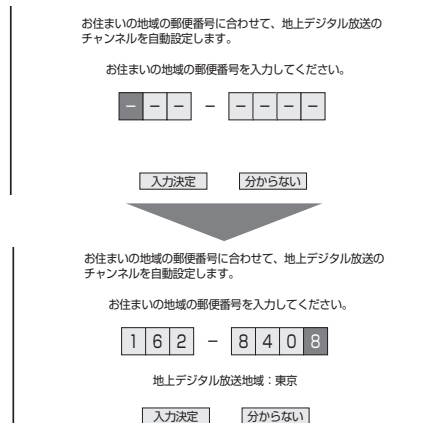 お住まいの地域の郵便番号に合わせて、地上デジタル放送の
チャンネルを自動設定します。
お住まいの地域の郵便番号を入力してください。
－－－ － －－－－
入力決定 分からない
お住まいの地域の郵便番号に合わせて、地上デジタル放送の
チャンネルを自動設定します。
お住まいの地域の郵便番号を入力してください。
162 － 8408
地上デジタル放送地域：東京
入力決定 分からない